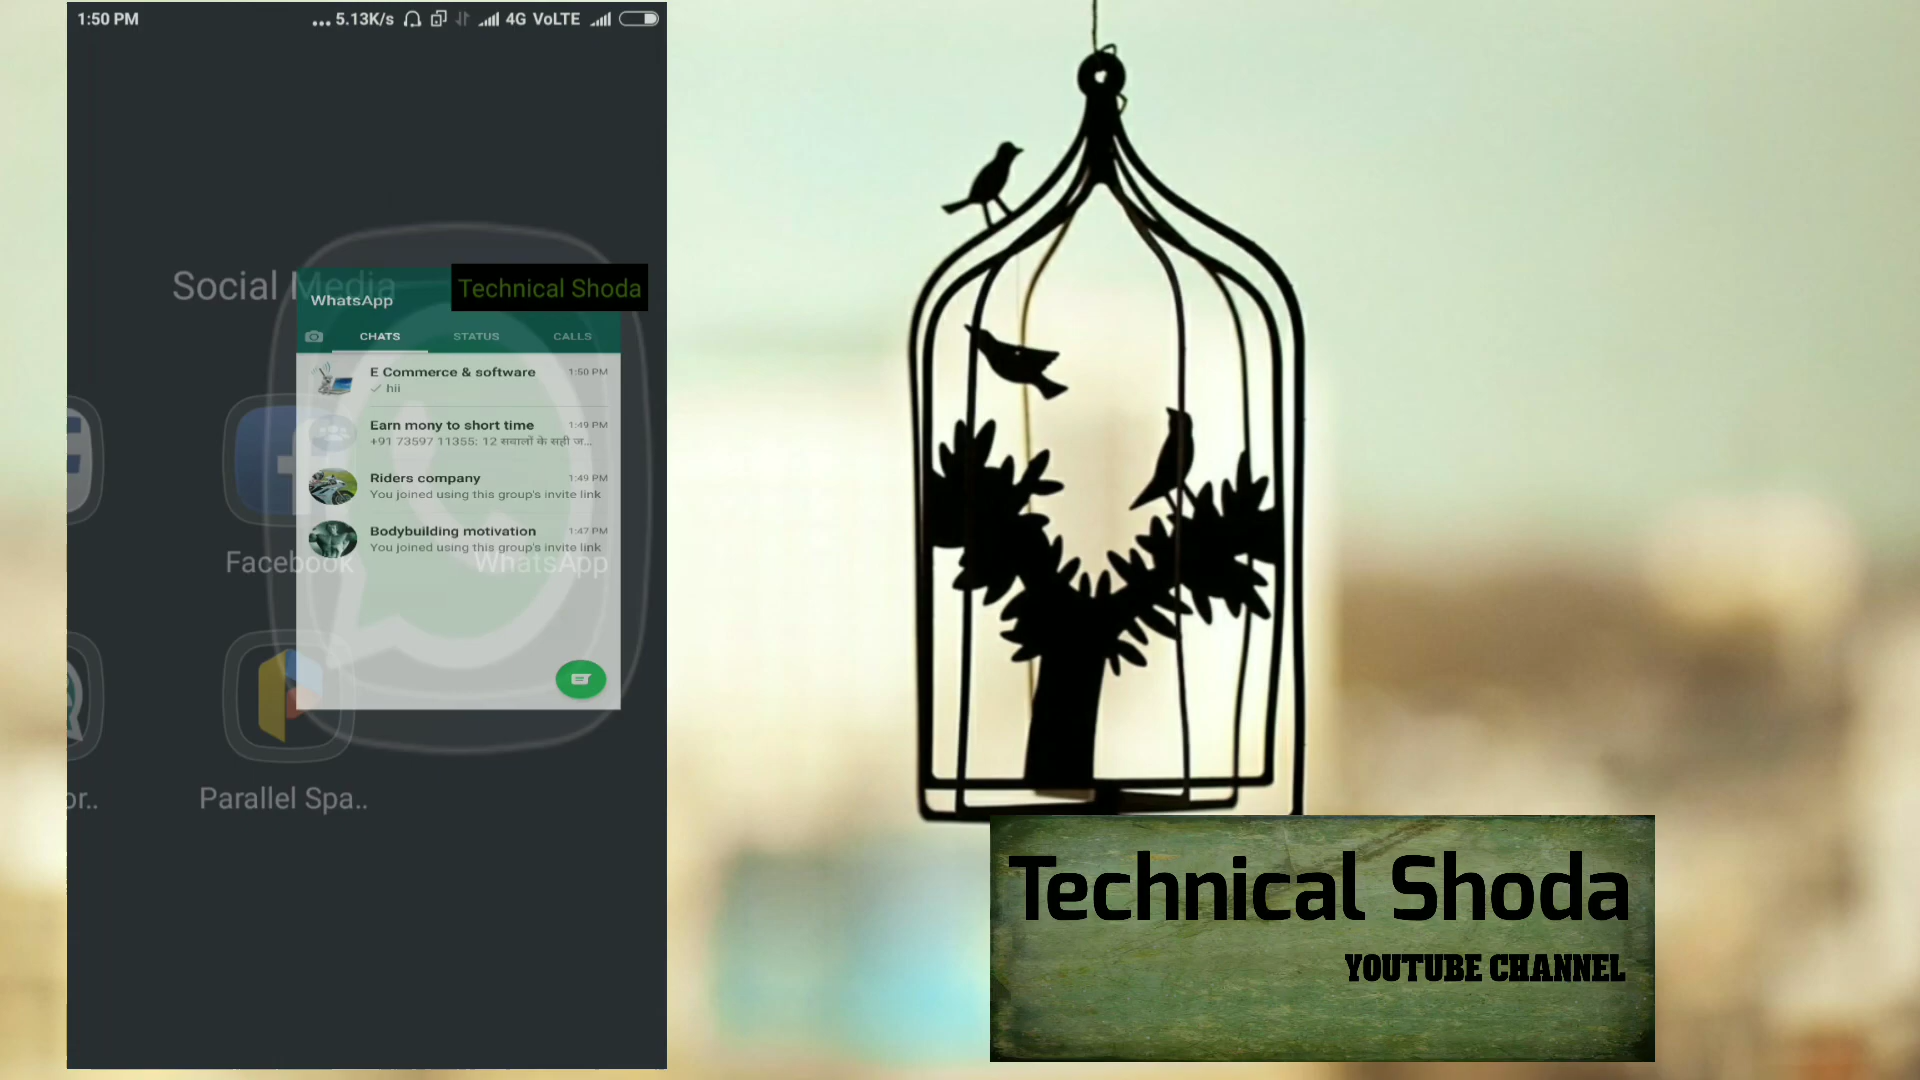 1:50 PM
... 5.13K/s 4G VoLTE
Social Media
WhatsApp
Technical Shoda
CHATS STATUS CALLS
E Commerce & software 1:50 PM
hii
Earn mony to short time 1:49 PM
+91 73597 11355: 12 सवालों के सही ज...
Riders company 1:49 PM
You joined using this group's invite link
Bodybuilding motivation 1:47 PM
You joined using this group's invite link
Facebook WhatsApp
or.. Parallel Spa..
Technical Shoda
YOUTUBE CHANNEL